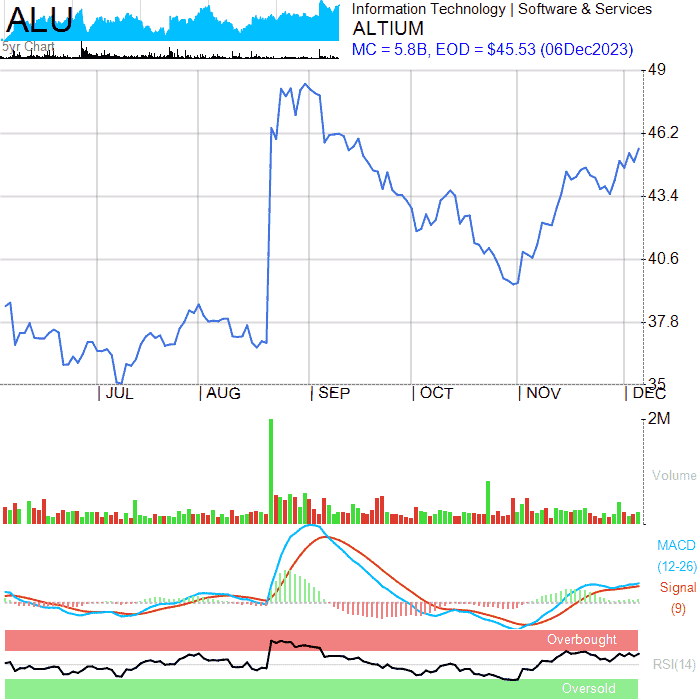 ALU
5yr Chart
Information Technology | Software & Services
ALTIUM
MC = 5.8B, EOD = $45.53 (06Dec2023)
49
46.2
43.4
40.6
37.8
35
| JUL | AUG | SEP | OCT | NOV | DEC
2M
Volume
MACD
(12-26)
Signal
(9)
Overbought
RSI(14)
Oversold